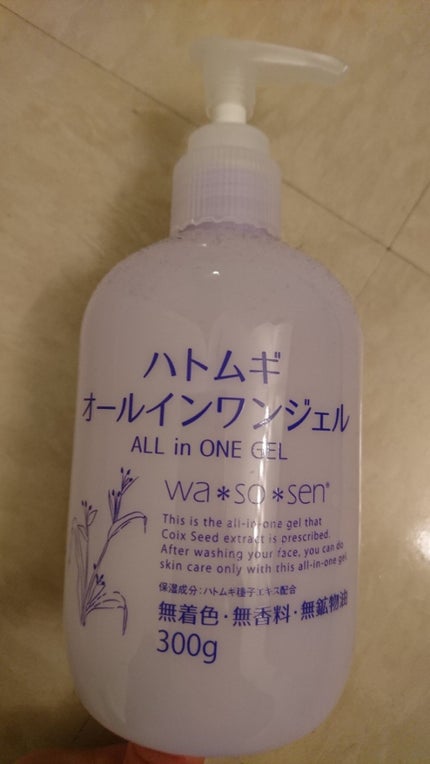 ハトムギ
オールインワンジェル
ALL in ONE GEL
wa*so*sen®
This is the all-in-one gel that
Coix Seed extract is prescribed.
After washing your face, you can do
skin care only with this all-in-one gel.
保湿成分:ハトムギ種子エキス配合
無着色・無香料・無鉱物油
300g